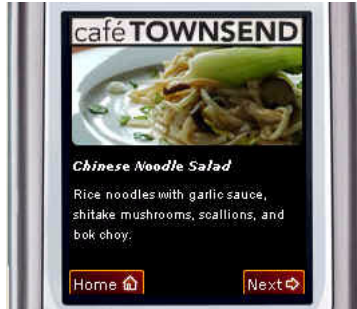 café TOWNSEND
Chinese Noodle Salad
Rice noodles with garlic sauce,
shitake mushrooms, scallions, and
bok choy.
Home
Next